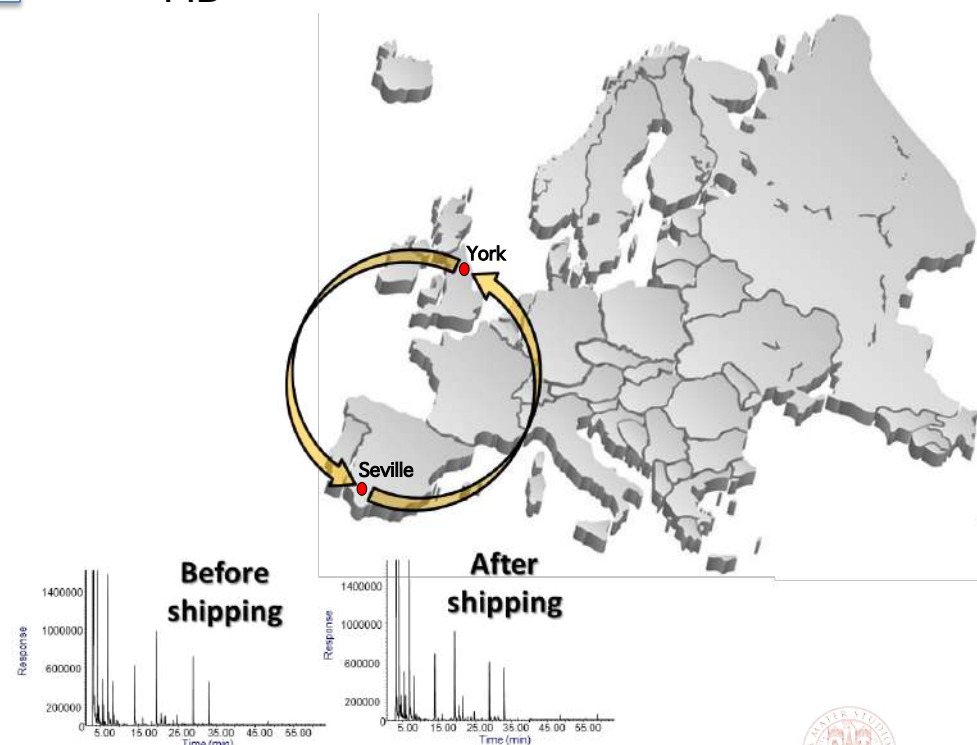 York
Seville
Before
shipping
After
shipping
Response
1400000
1000000
600000
200000
0
5.00 15.00 25.00 35.00 45.00 55.00
Time (min)
Response
1400000
1000000
600000
200000
0
5.00 15.00 25.00 35.00 45.00 55.00
Time (min)